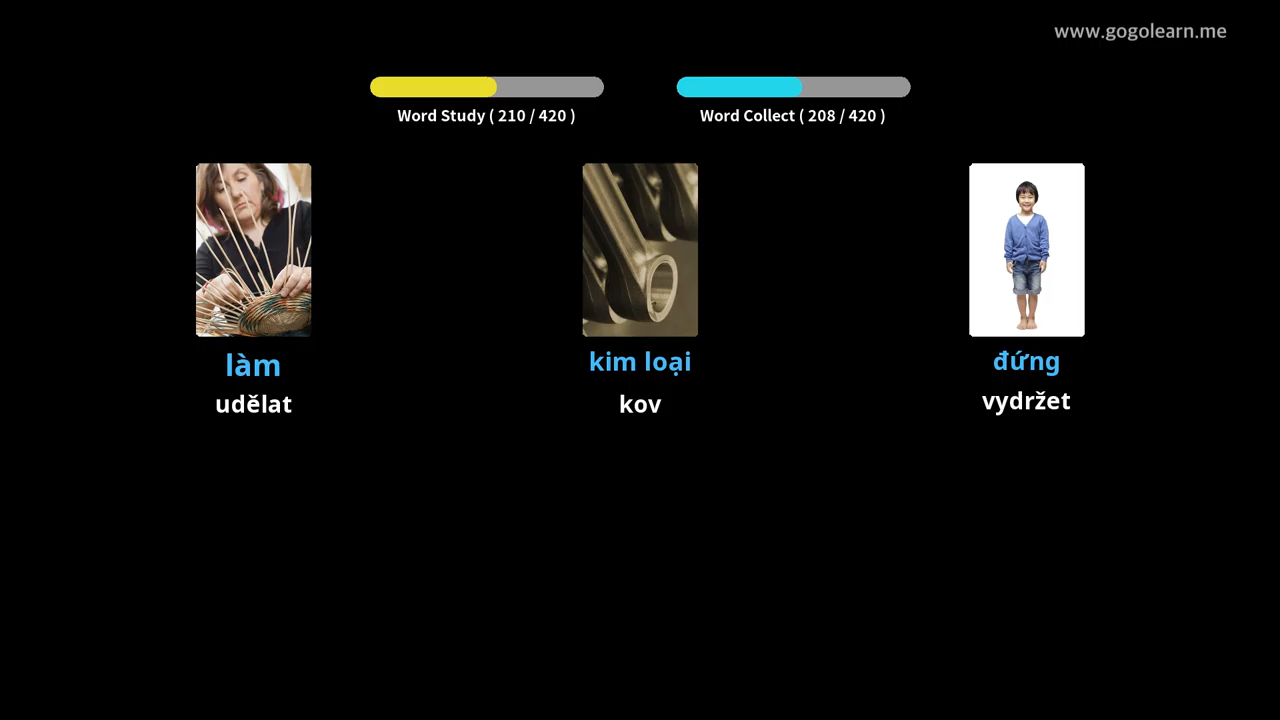 www.gogolearn.me
Word Study ( 210 / 420 )
Word Collect ( 208 / 420 )
làm
udělat
kim loại
kov
đứng
vydržet